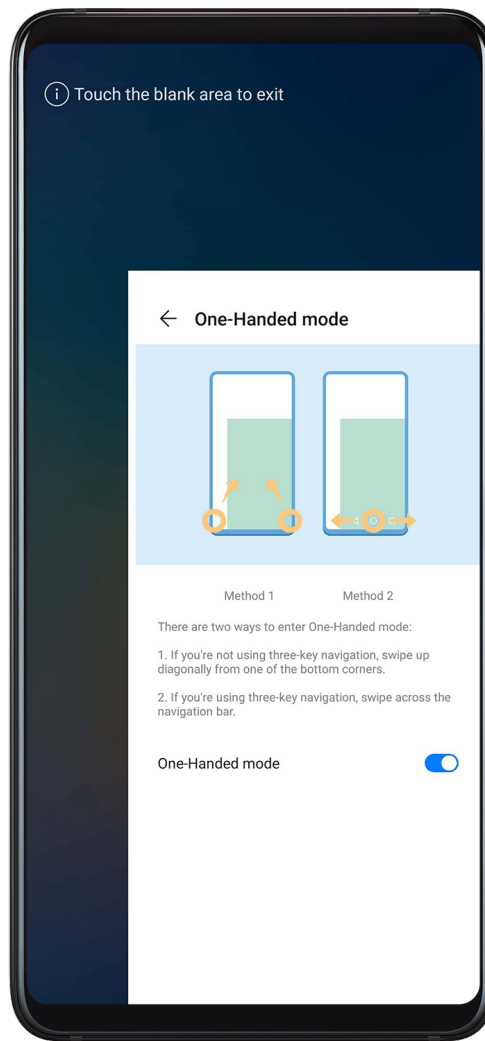 Touch the blank area to exit
One-Handed mode
Method 1
Method 2
There are two ways to enter One-Handed mode:
1. If you're not using three-key navigation, swipe up
diagonally from one of the bottom corners.
2. If you're using three-key navigation, swipe across the
navigation bar.
One-Handed mode